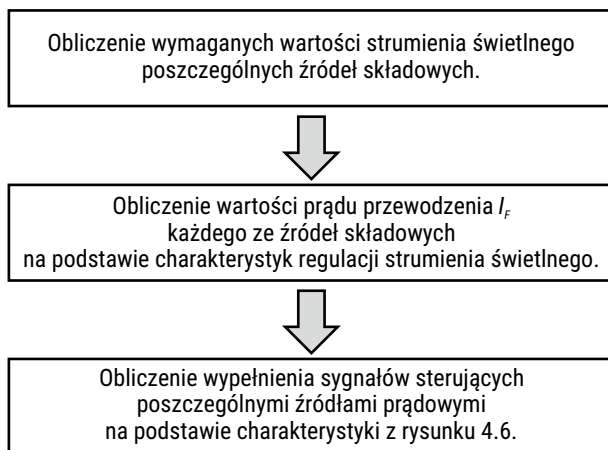 Obliczenie wymaganych wartości strumienia świetlnego
poszczególnych źródeł składowych.
Obliczenie wartości prądu przewodzenia I_F
każdego ze źródeł składowych
na podstawie charakterystyk regulacji strumienia świetlnego.
Obliczenie wypełnienia sygnałów sterujących
poszczególnymi źródłami prądowymi
na podstawie charakterystyki z rysunku 4.6.